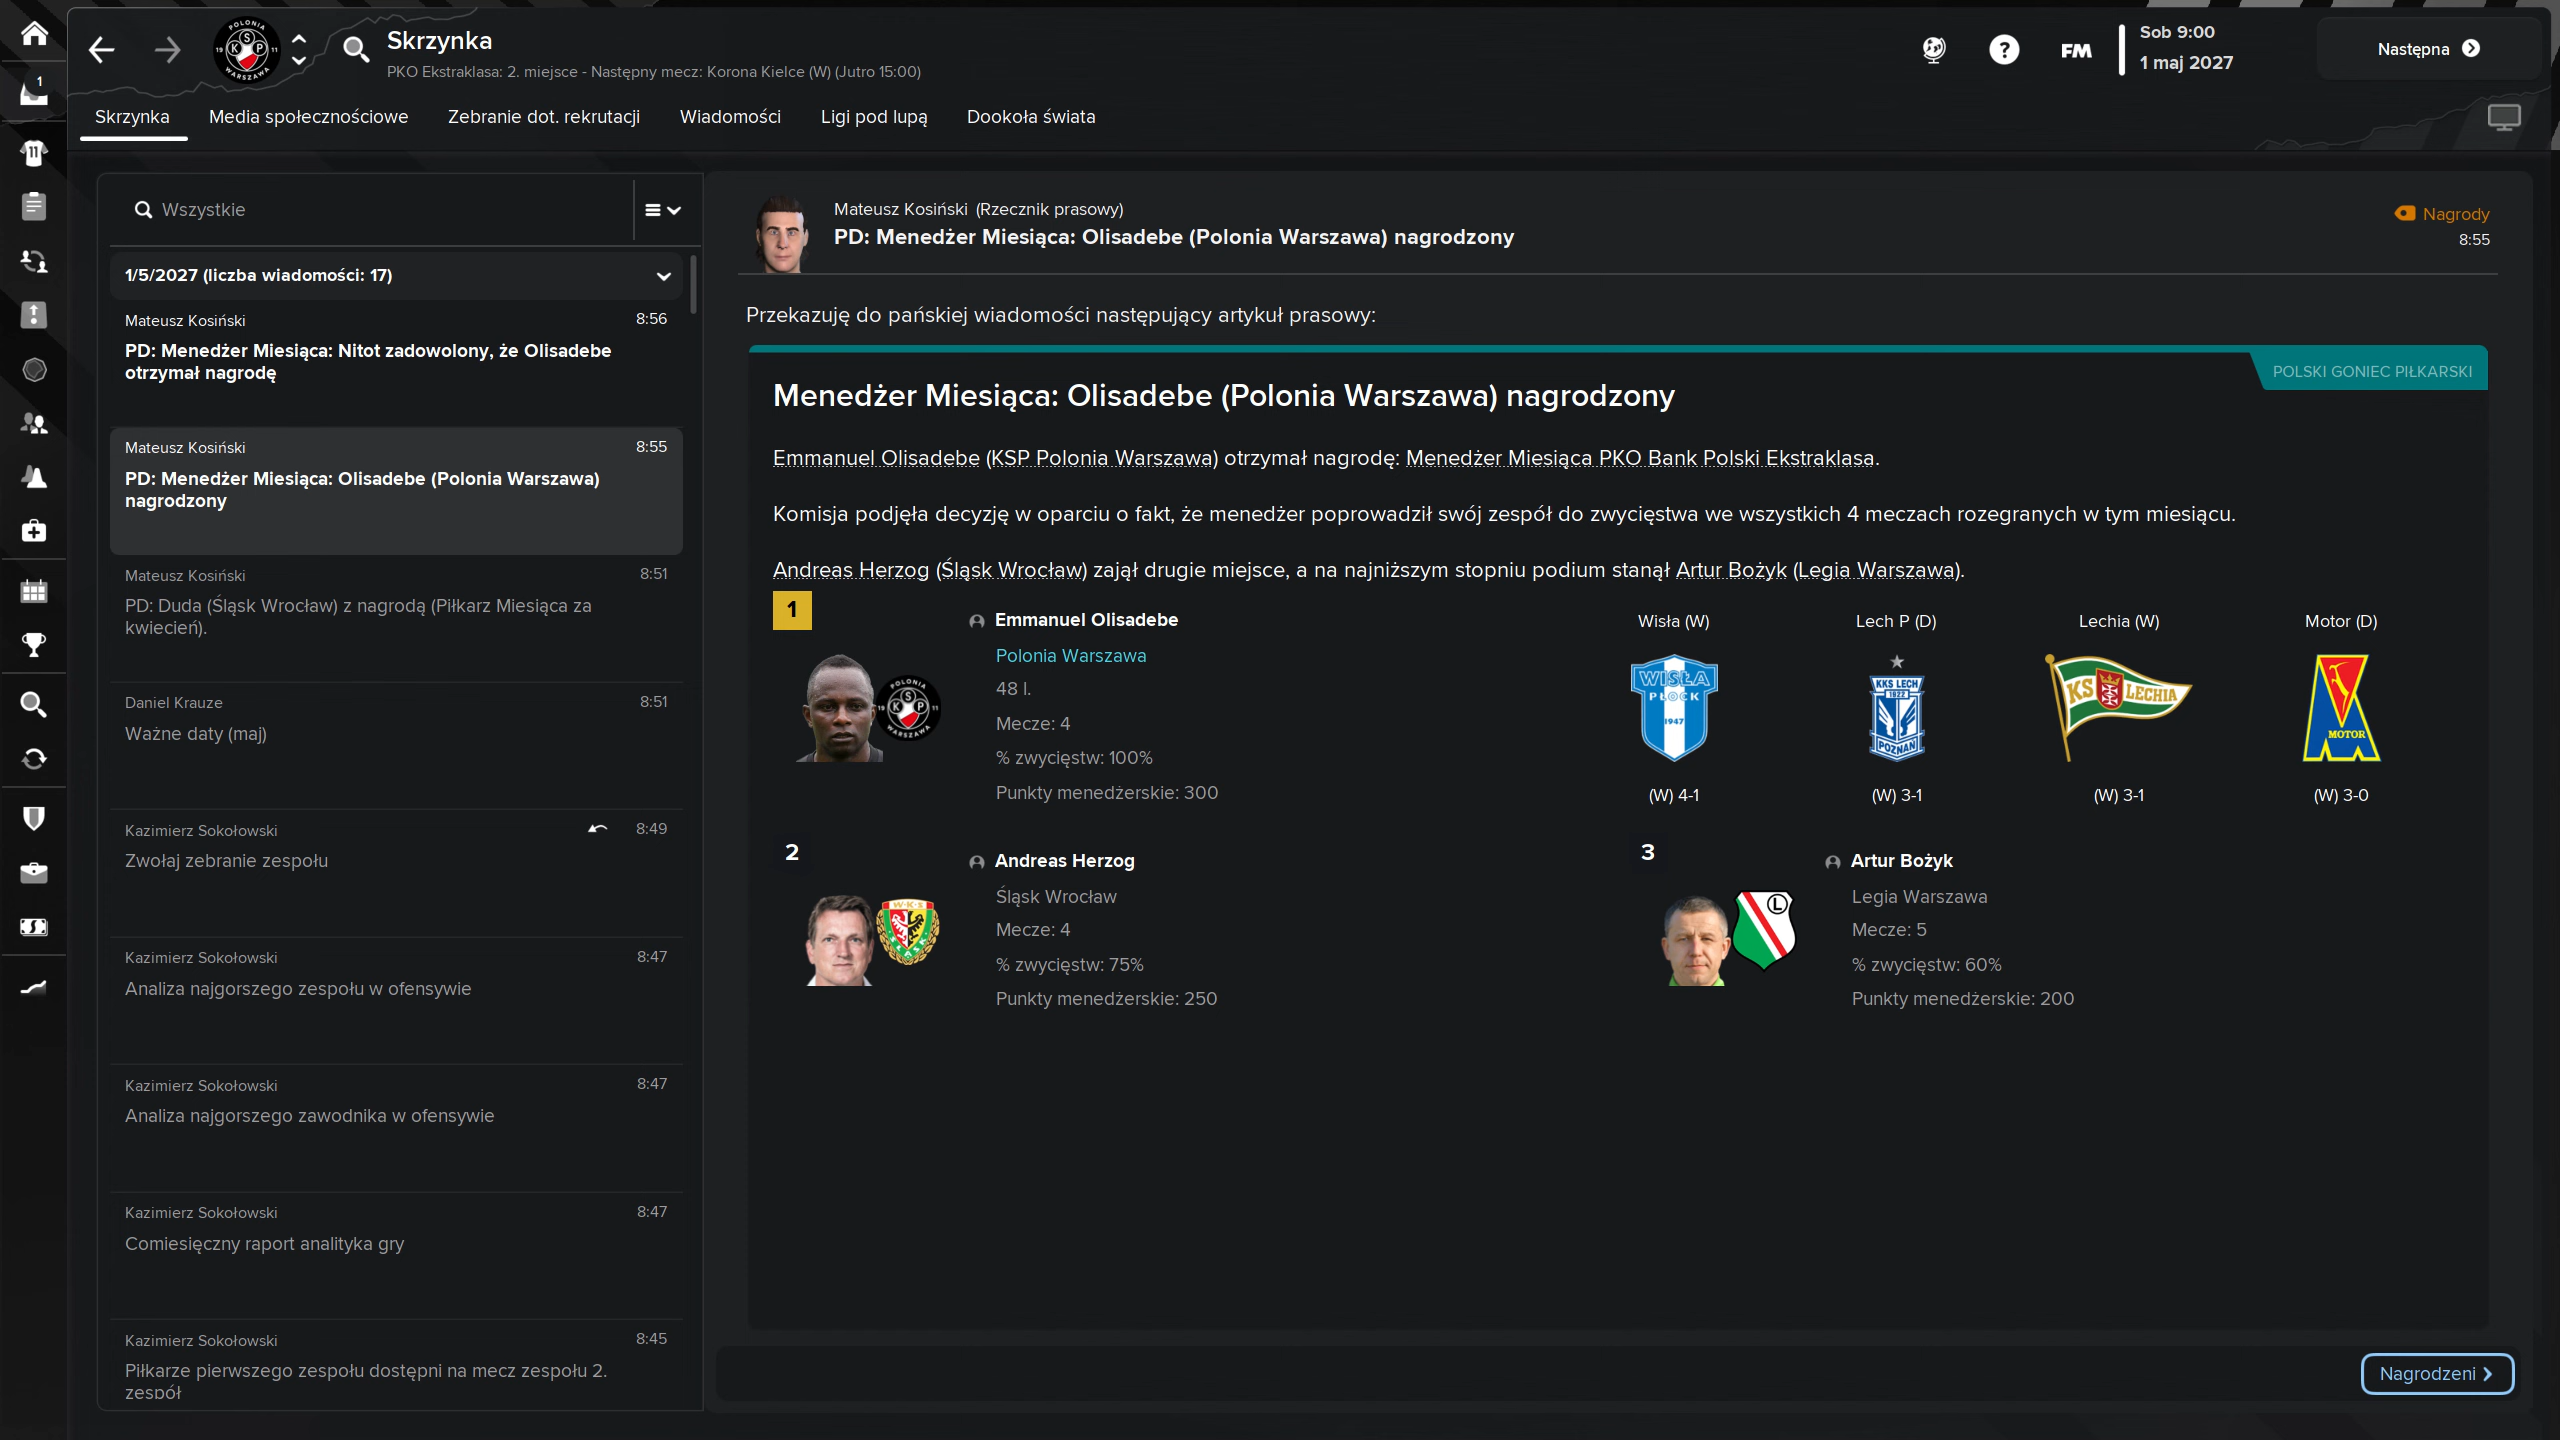 Skrzynka
PKO Ekstraklasa: 2. miejsce - Następny mecz: Korona Kielce (W) (Jutro 15:00)
FM
Sob 9:00
1 maj 2027
Następna
1
11
Skrzynka
Media społecznościowe
Zebranie dot. rekrutacji
Wiadomości
Ligi pod lupą
Dookoła świata
Wszystkie
1/5/2027 (liczba wiadomości: 17)
Mateusz Kosiński 8:56
PD: Menedżer Miesiąca: Nitot zadowolony, że Olisadebe
otrzymał nagrodę
Mateusz Kosiński 8:55
PD: Menedżer Miesiąca: Olisadebe (Polonia Warszawa)
nagrodzony
Mateusz Kosiński 8:51
PD: Duda (Śląsk Wrocław) z nagrodą (Piłkarz Miesiąca za
kwiecień).
Daniel Krauze 8:51
Ważne daty (maj)
Kazimierz Sokołowski 8:49
Zwołaj zebranie zespołu
Kazimierz Sokołowski 8:47
Analiza najgorszego zespołu w ofensywie
Kazimierz Sokołowski 8:47
Analiza najgorszego zawodnika w ofensywie
Kazimierz Sokołowski 8:47
Comiesięczny raport analityka gry
Kazimierz Sokołowski 8:45
Piłkarze pierwszego zespołu dostępni na mecz zespołu 2.
zespół
Mateusz Kosiński (Rzecznik prasowy)
PD: Menedżer Miesiąca: Olisadebe (Polonia Warszawa) nagrodzony
Nagrody
8:55
Przekazuję do pańskiej wiadomości następujący artykuł prasowy:
POLSKI GONIEC PIŁKARSKI
Menedżer Miesiąca: Olisadebe (Polonia Warszawa) nagrodzony
Emmanuel Olisadebe (KSP Polonia Warszawa) otrzymał nagrodę: Menedżer Miesiąca PKO Bank Polski Ekstraklasa.
Komisja podjęła decyzję w oparciu o fakt, że menedżer poprowadził swój zespół do zwycięstwa we wszystkich 4 meczach rozegranych w tym miesiącu.
Andreas Herzog (Śląsk Wrocław) zajął drugie miejsce, a na najniższym stopniu podium stanął Artur Bożyk (Legia Warszawa).
1
Emmanuel Olisadebe
Polonia Warszawa
48 l.
Mecze: 4
% zwycięstw: 100%
Punkty menedżerskie: 300
Wisła (W) Lech P (D) Lechia (W) Motor (D)
WISŁA PŁOCK 1947
KKS LECH 1922 POZNAŃ
KS LECHIA
MOTOR
(W) 4-1 (W) 3-1 (W) 3-1 (W) 3-0
2
Andreas Herzog
Śląsk Wrocław
Mecze: 4
% zwycięstw: 75%
Punkty menedżerskie: 250
3
Artur Bożyk
Legia Warszawa
Mecze: 5
% zwycięstw: 60%
Punkty menedżerskie: 200
Nagrodzeni